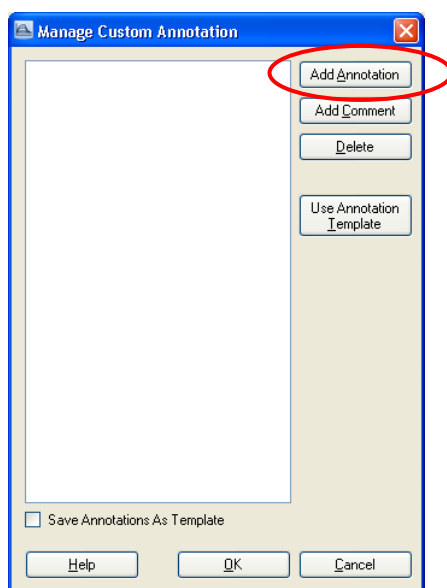 Manage Custom Annotation
Add Annotation
Add Comment
Delete
Use Annotation
Template
Save Annotations As Template
Help
OK
Cancel